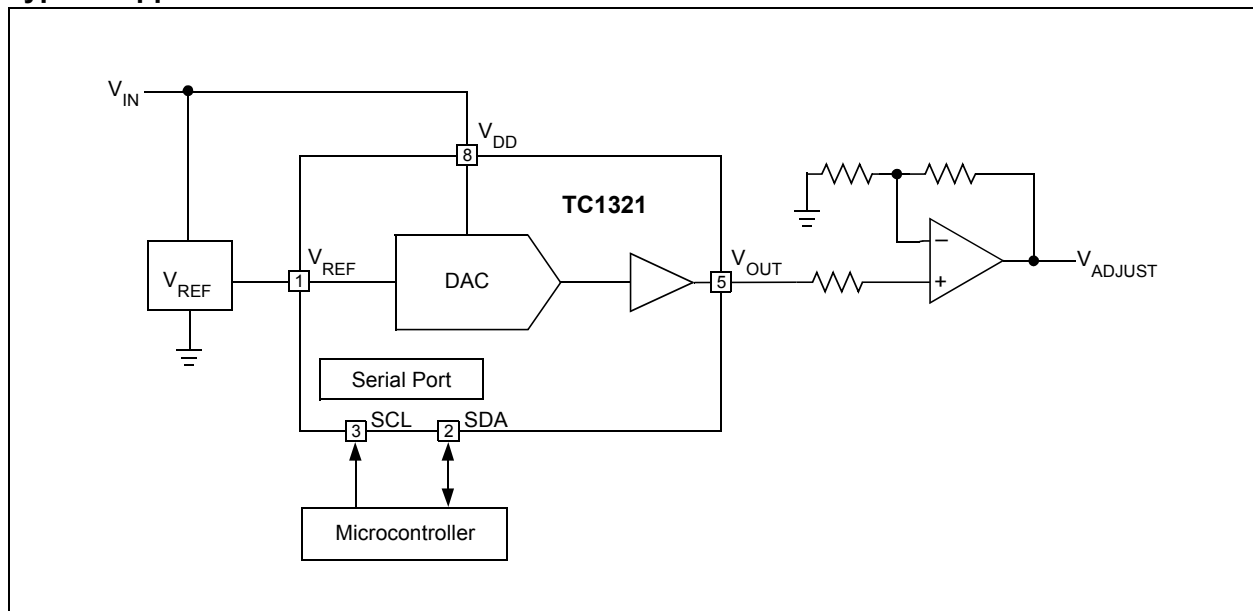 V_IN
V_DD
8
TC1321
V_REF
V_REF
1
DAC
V_OUT
5
−
+
V_ADJUST
Serial Port
3
SCL
2
SDA
Microcontroller